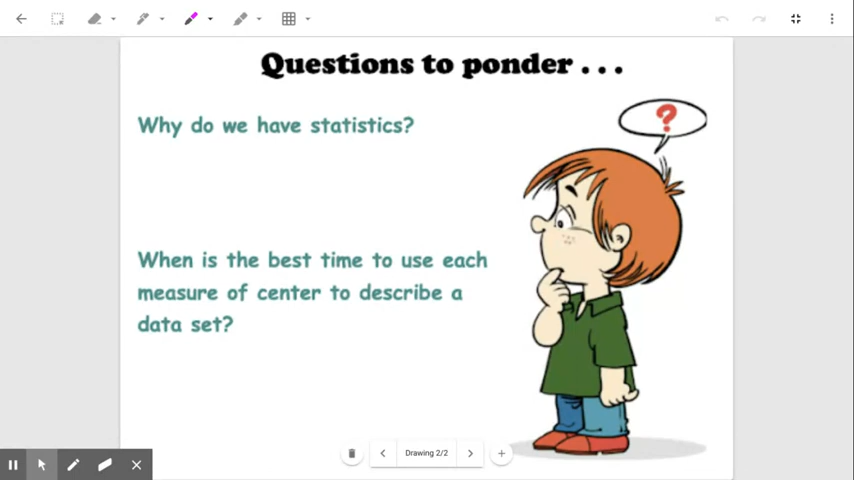 Questions to ponder . . .
?
Why do we have statistics?
When is the best time to use each
measure of center to describe a
data set?
Drawing 2/2